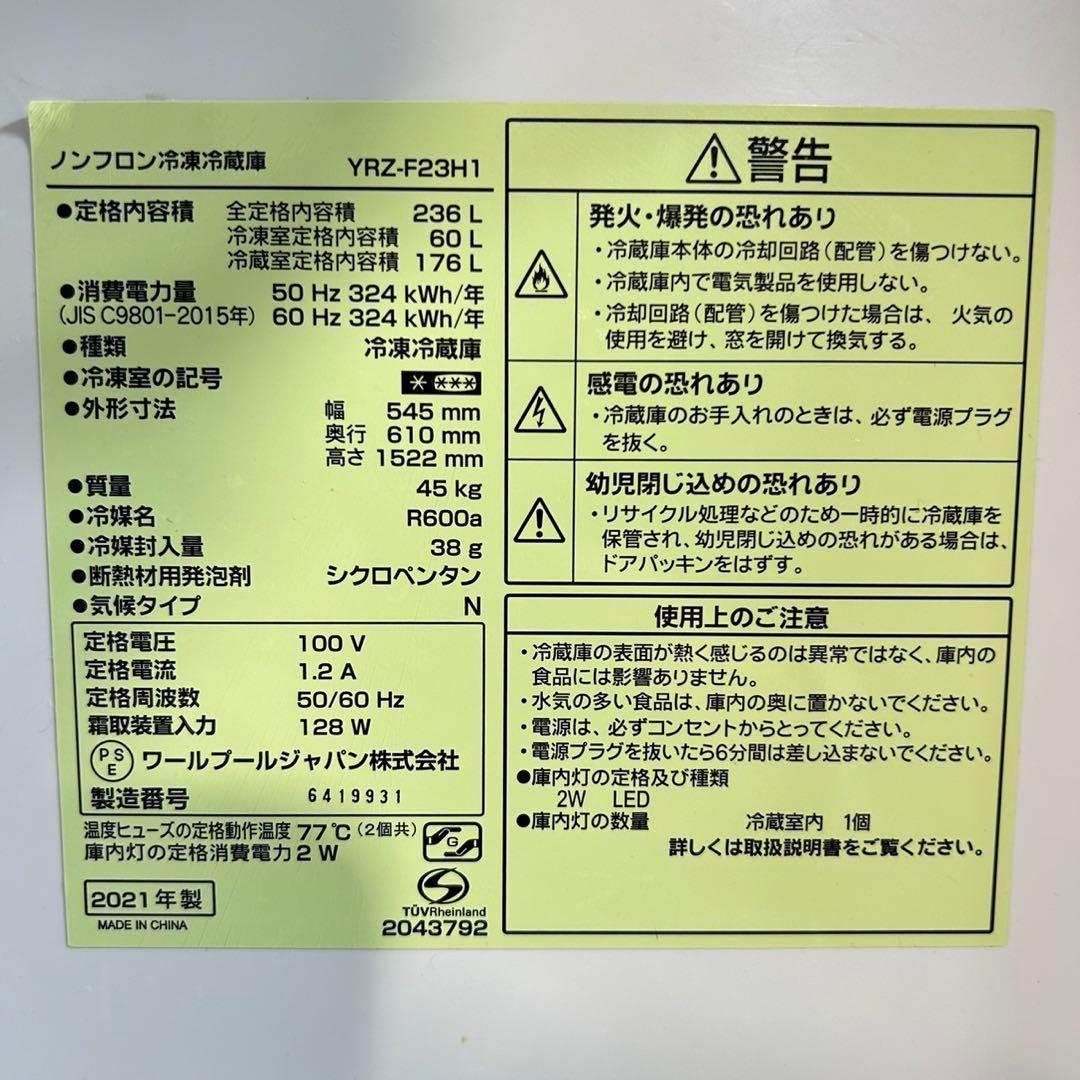 ノンフロン冷凍冷蔵庫 YRZ-F23H1
●定格内容積 全定格内容積 236 L
冷凍室定格内容積 60 L
冷蔵室定格内容積 176 L
●消費電力量 50 Hz 324 kWh/年
(JIS C9801-2015年) 60 Hz 324 kWh/年
●種類 冷凍冷蔵庫
●冷凍室の記号
●外形寸法 幅 545 mm
奥行 610 mm
高さ 1522 mm
●質量 45 kg
●冷媒名 R600a
●冷媒封入量 38 g
●断熱材用発泡剤 シクロペンタン
●気候タイプ N
定格電圧 100 V
定格電流 1.2 A
定格周波数 50/60 Hz
霜取装置入力 128 W
PSE ワールプールジャパン株式会社
製造番号 6419931
温度ヒューズの定格動作温度 77℃ (2個共)
庫内灯の定格消費電力 2 W
G
2021年製
MADE IN CHINA
TÜVRheinland
2043792
警告
発火・爆発の恐れあり
・冷蔵庫本体の冷却回路(配管)を傷つけない。
・冷蔵庫内で電気製品を使用しない。
・冷却回路(配管)を傷つけた場合は、火気の
使用を避け、窓を開けて換気する。
感電の恐れあり
・冷蔵庫のお手入れのときは、必ず電源プラグ
を抜く。
幼児閉じ込めの恐れあり
・リサイクル処理などのため一時的に冷蔵庫を
保管され、幼児閉じ込めの恐れがある場合は、
ドアパッキンをはずす。
使用上のご注意
・冷蔵庫の表面が熱く感じるのは異常ではなく、庫内の
食品には影響ありません。
・水気の多い食品は、庫内の奥に置かないでください。
・電源は、必ずコンセントからとってください。
・電源プラグを抜いたら6分間は差し込まないでください。
●庫内灯の定格及び種類
2W LED
●庫内灯の数量 冷蔵室内 1個
詳しくは取扱説明書をご覧ください。